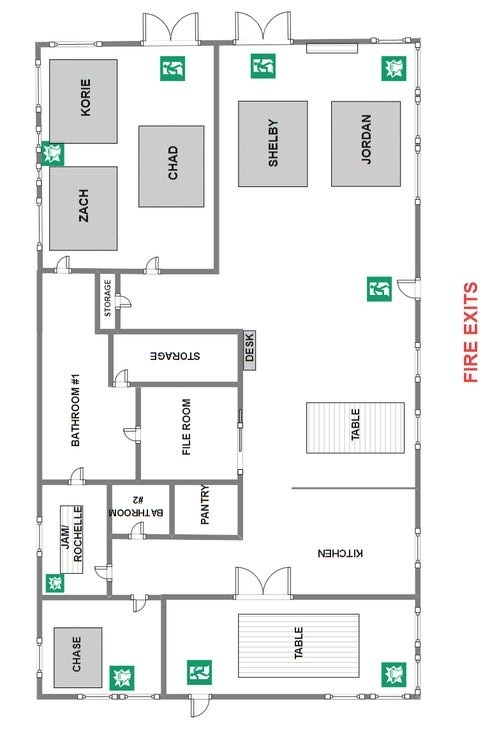 KORIE
CHAD
ZACH
SHELBY
JORDAN
STORAGE
STORAGE
DESK
FIRE EXITS
BATHROOM #1
FILE ROOM
TABLE
JAM/
ROCHELLE
BATHROOM
#2
PANTRY
KITCHEN
CHASE
TABLE